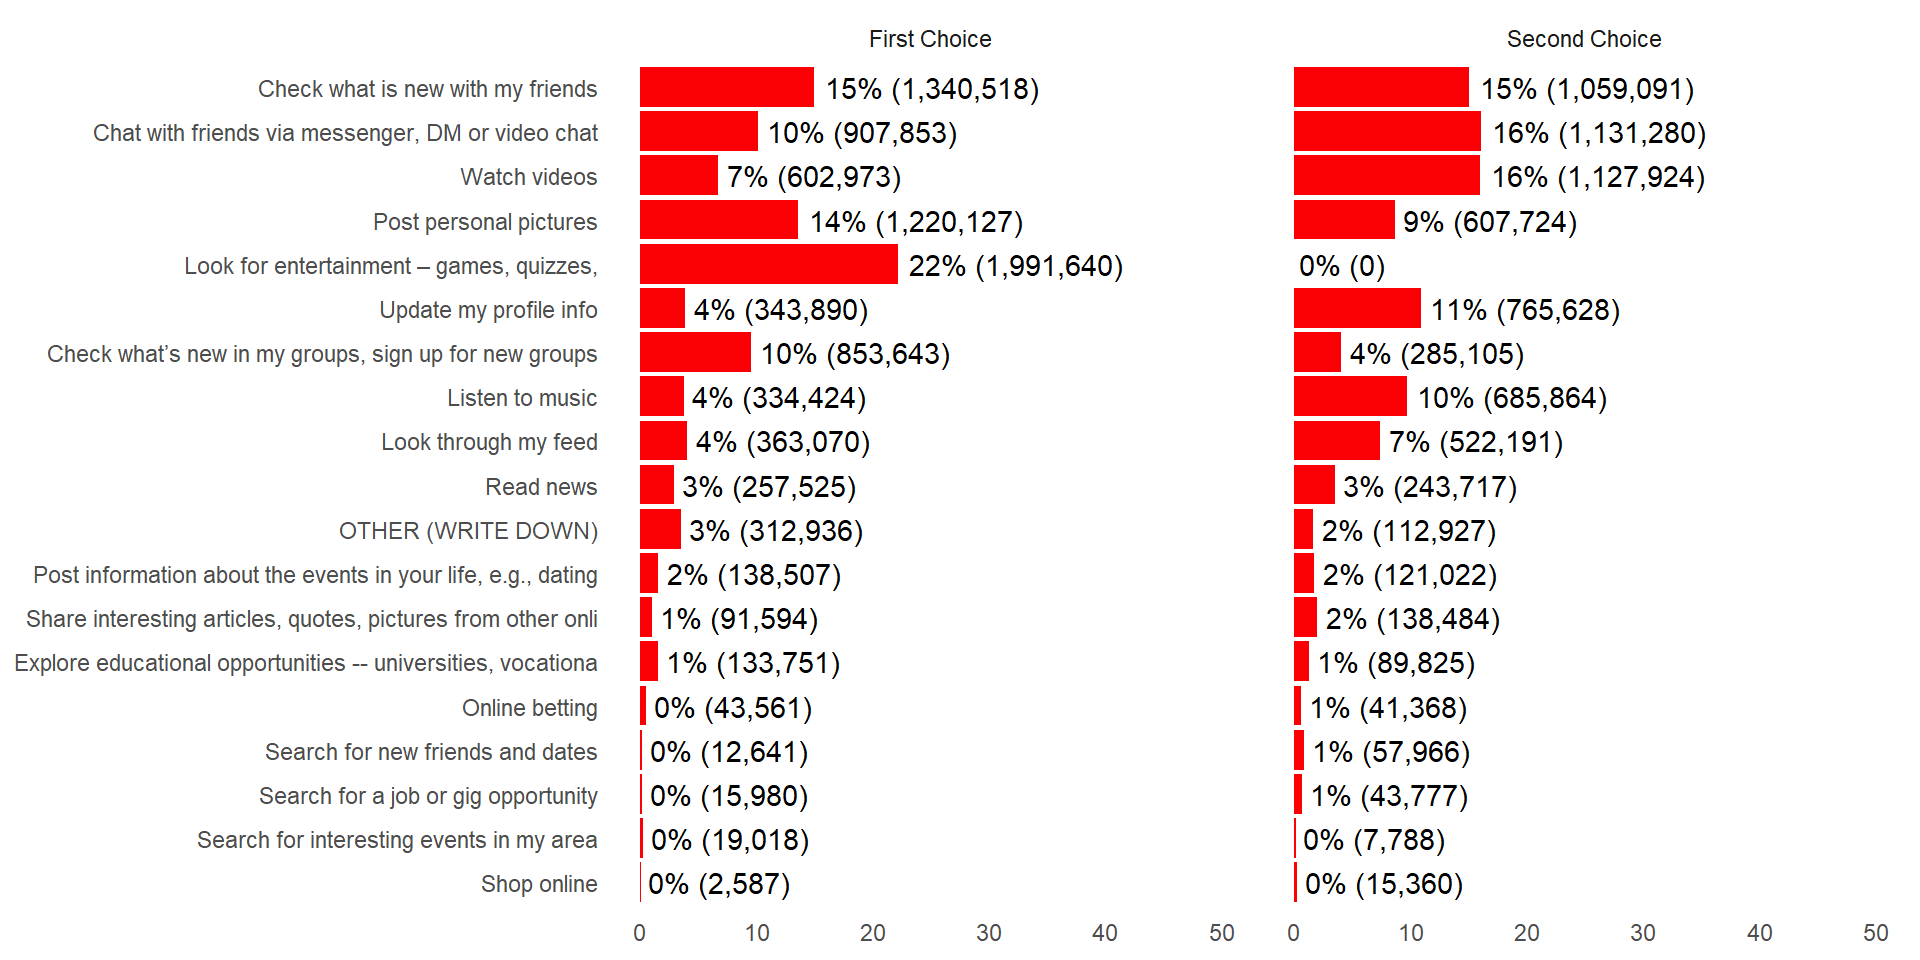 First Choice Second Choice
Check what is new with my friends 15% (1,340,518) 15% (1,059,091)
Chat with friends via messenger, DM or video chat 10% (907,853) 16% (1,131,280)
Watch videos 7% (602,973) 16% (1,127,924)
Post personal pictures 14% (1,220,127) 9% (607,724)
Look for entertainment – games, quizzes, 22% (1,991,640) 0% (0)
Update my profile info 4% (343,890) 11% (765,628)
Check what’s new in my groups, sign up for new groups 10% (853,643) 4% (285,105)
Listen to music 4% (334,424) 10% (685,864)
Look through my feed 4% (363,070) 7% (522,191)
Read news 3% (257,525) 3% (243,717)
OTHER (WRITE DOWN) 3% (312,936) 2% (112,927)
Post information about the events in your life, e.g., dating 2% (138,507) 2% (121,022)
Share interesting articles, quotes, pictures from other onli 1% (91,594) 2% (138,484)
Explore educational opportunities -- universities, vocationa 1% (133,751) 1% (89,825)
Online betting 0% (43,561) 1% (41,368)
Search for new friends and dates 0% (12,641) 1% (57,966)
Search for a job or gig opportunity 0% (15,980) 1% (43,777)
Search for interesting events in my area 0% (19,018) 0% (7,788)
Shop online 0% (2,587) 0% (15,360)
0 10 20 30 40 50 0 10 20 30 40 50